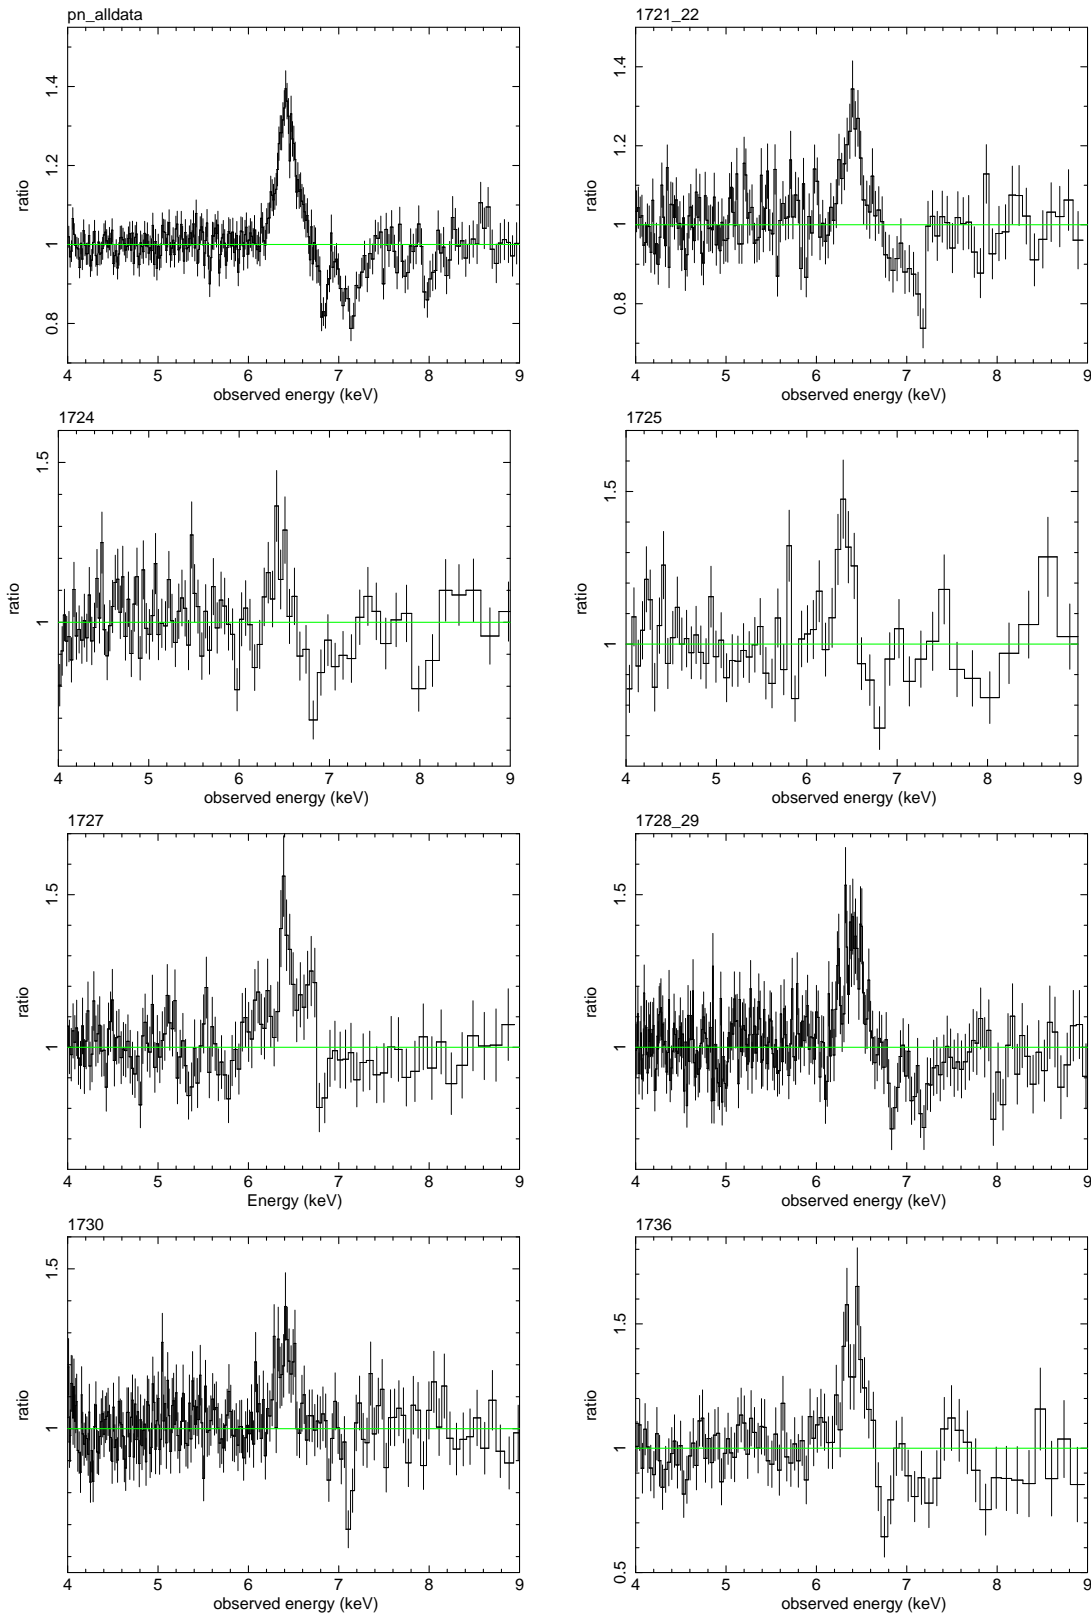 pn_alldata
1721_22
ratio
0.8
1
1.2
1.4
4 5 6 7 8 9
observed energy (keV)
ratio
0.8
1
1.2
1.4
4 5 6 7 8 9
observed energy (keV)
1724
1725
ratio
1
1.5
4 5 6 7 8 9
observed energy (keV)
ratio
1
1.5
4 5 6 7 8 9
observed energy (keV)
1727
1728_29
ratio
1
1.5
4 5 6 7 8 9
Energy (keV)
ratio
1
1.5
4 5 6 7 8 9
observed energy (keV)
1730
1736
ratio
1
1.5
4 5 6 7 8 9
observed energy (keV)
ratio
0.5
1
1.5
4 5 6 7 8 9
observed energy (keV)